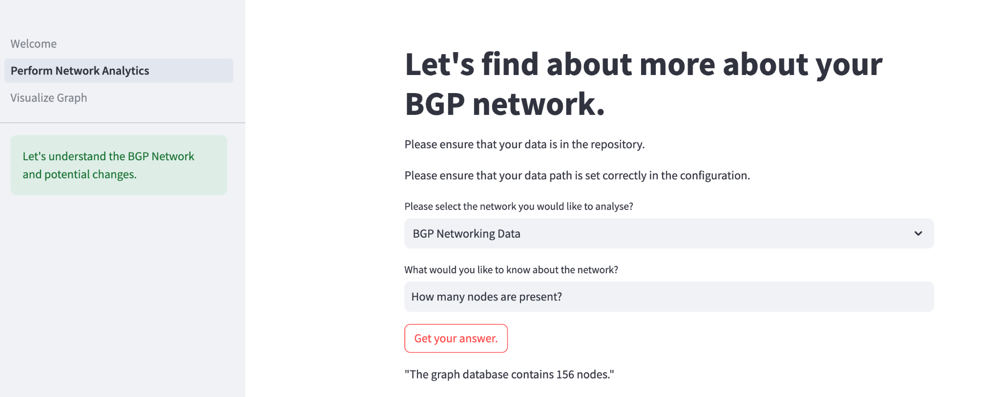 Welcome
Perform Network Analytics
Visualize Graph
Let's understand the BGP Network
and potential changes.
Let's find about more about your
BGP network.
Please ensure that your data is in the repository.
Please ensure that your data path is set correctly in the configuration.
Please select the network you would like to analyse?
BGP Networking Data
What would you like to know about the network?
How many nodes are present?
Get your answer.
"The graph database contains 156 nodes."